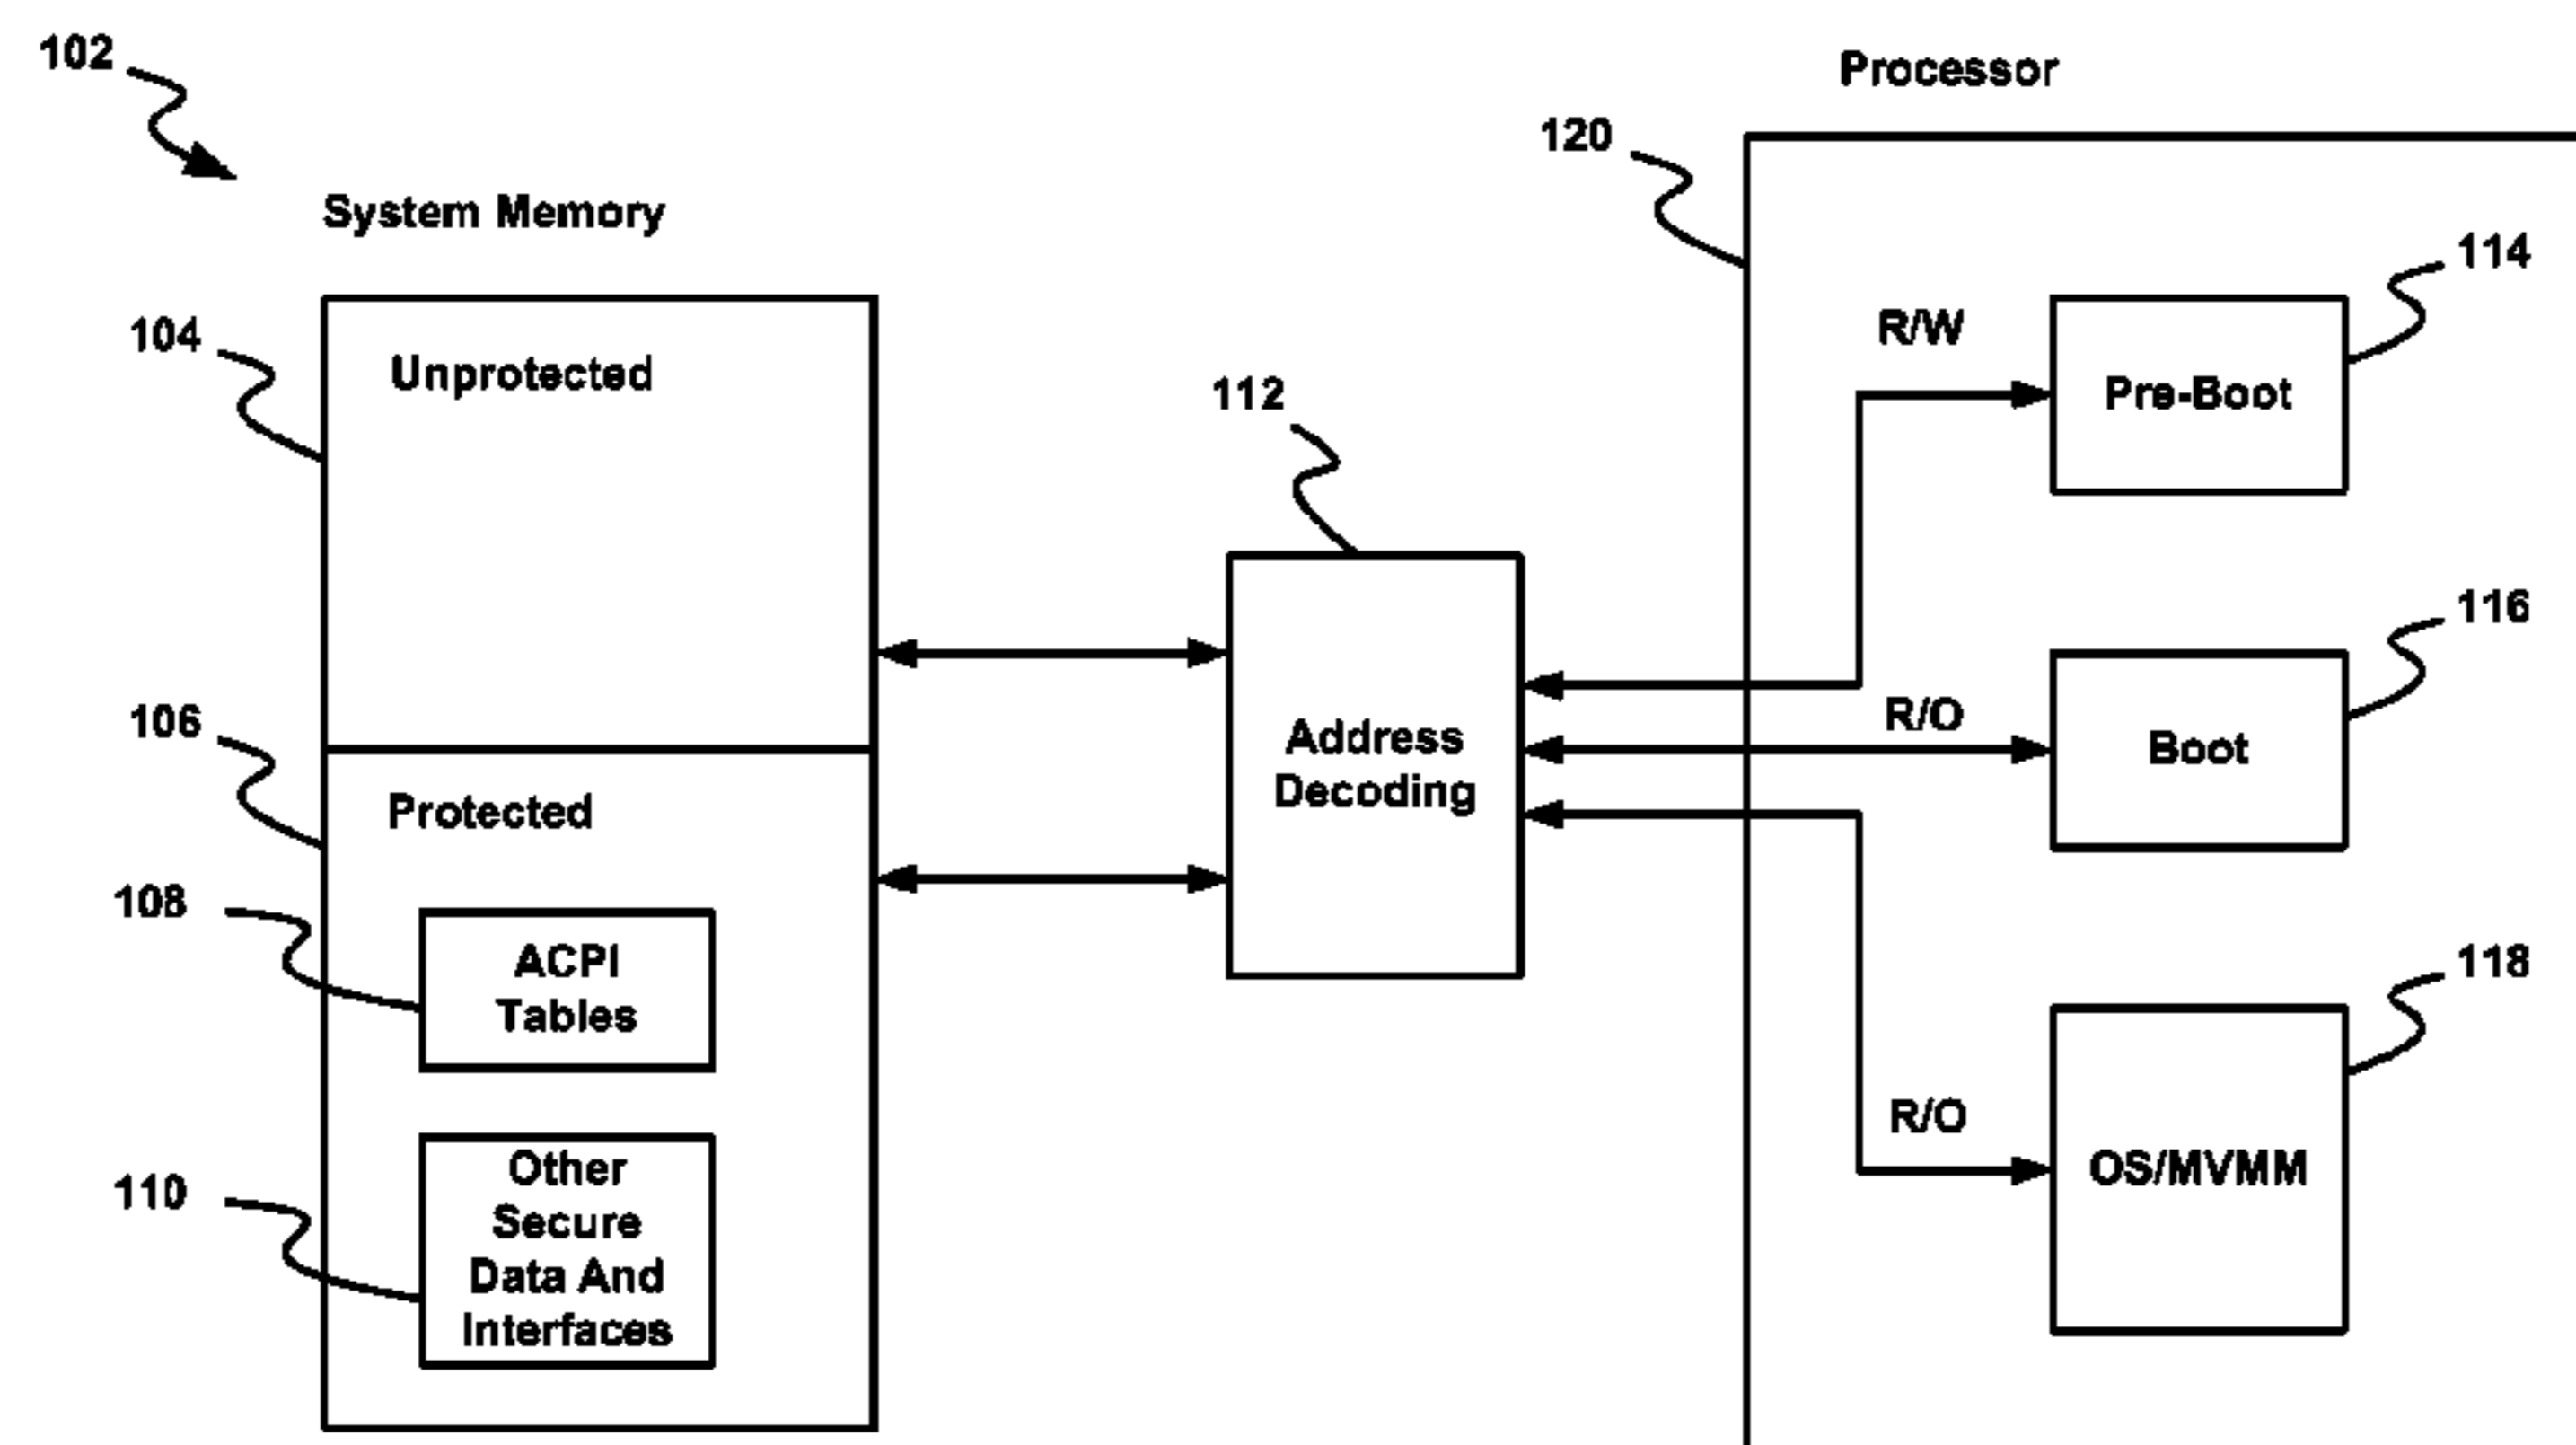 102
Processor
120
System Memory
114
104
R/W
Unprotected
Pre-Boot
112
116
106
R/O
Address
Decoding
Boot
Protected
108
ACPI
Tables
118
R/O
110
Other
Secure
Data And
Interfaces
OS/MVMM